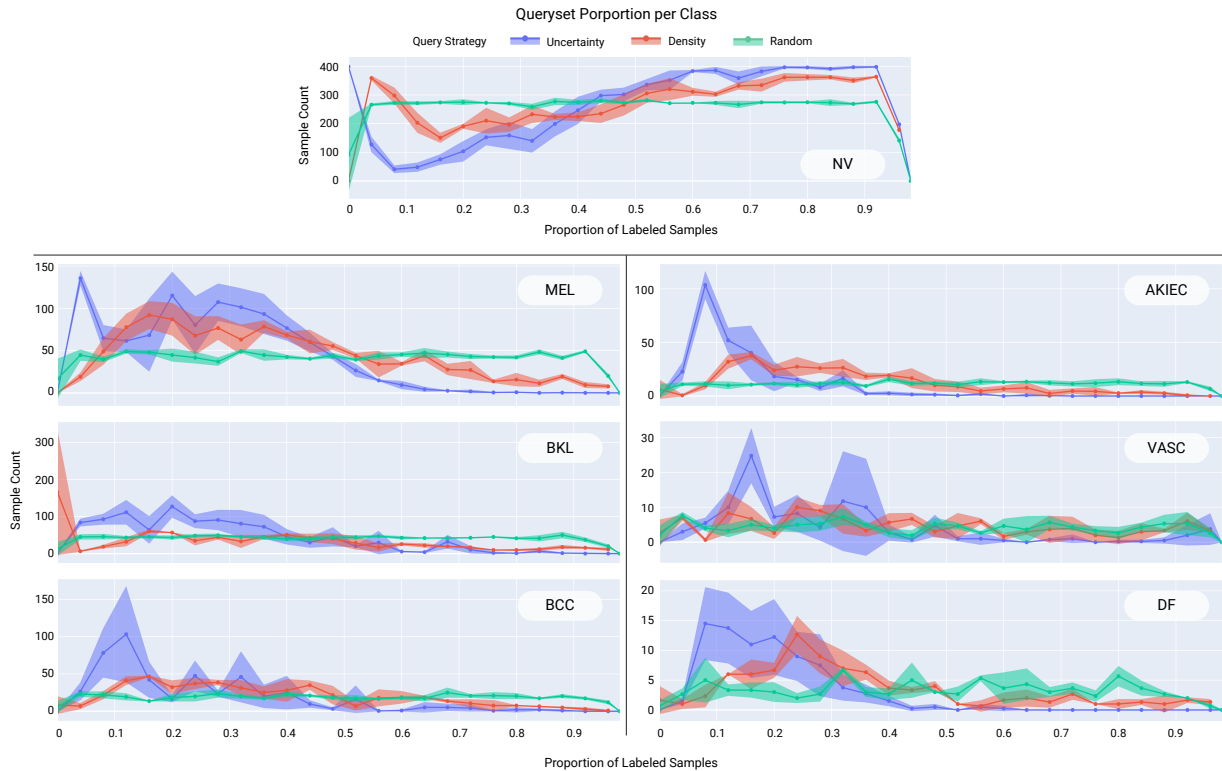 Queryset Porportion per Class
Query Strategy Uncertainty Density Random
400
300
200
100
0
Sample Count
NV
0 0.1 0.2 0.3 0.4 0.5 0.6 0.7 0.8 0.9
Proportion of Labeled Samples
150
100
50
0
MEL
100
50
0
AKIEC
300
200
100
0
BKL
Sample Count
30
20
10
0
VASC
150
100
50
0
BCC
0 0.1 0.2 0.3 0.4 0.5 0.6 0.7 0.8 0.9
20
15
10
5
0
DF
0 0.1 0.2 0.3 0.4 0.5 0.6 0.7 0.8 0.9
Proportion of Labeled Samples